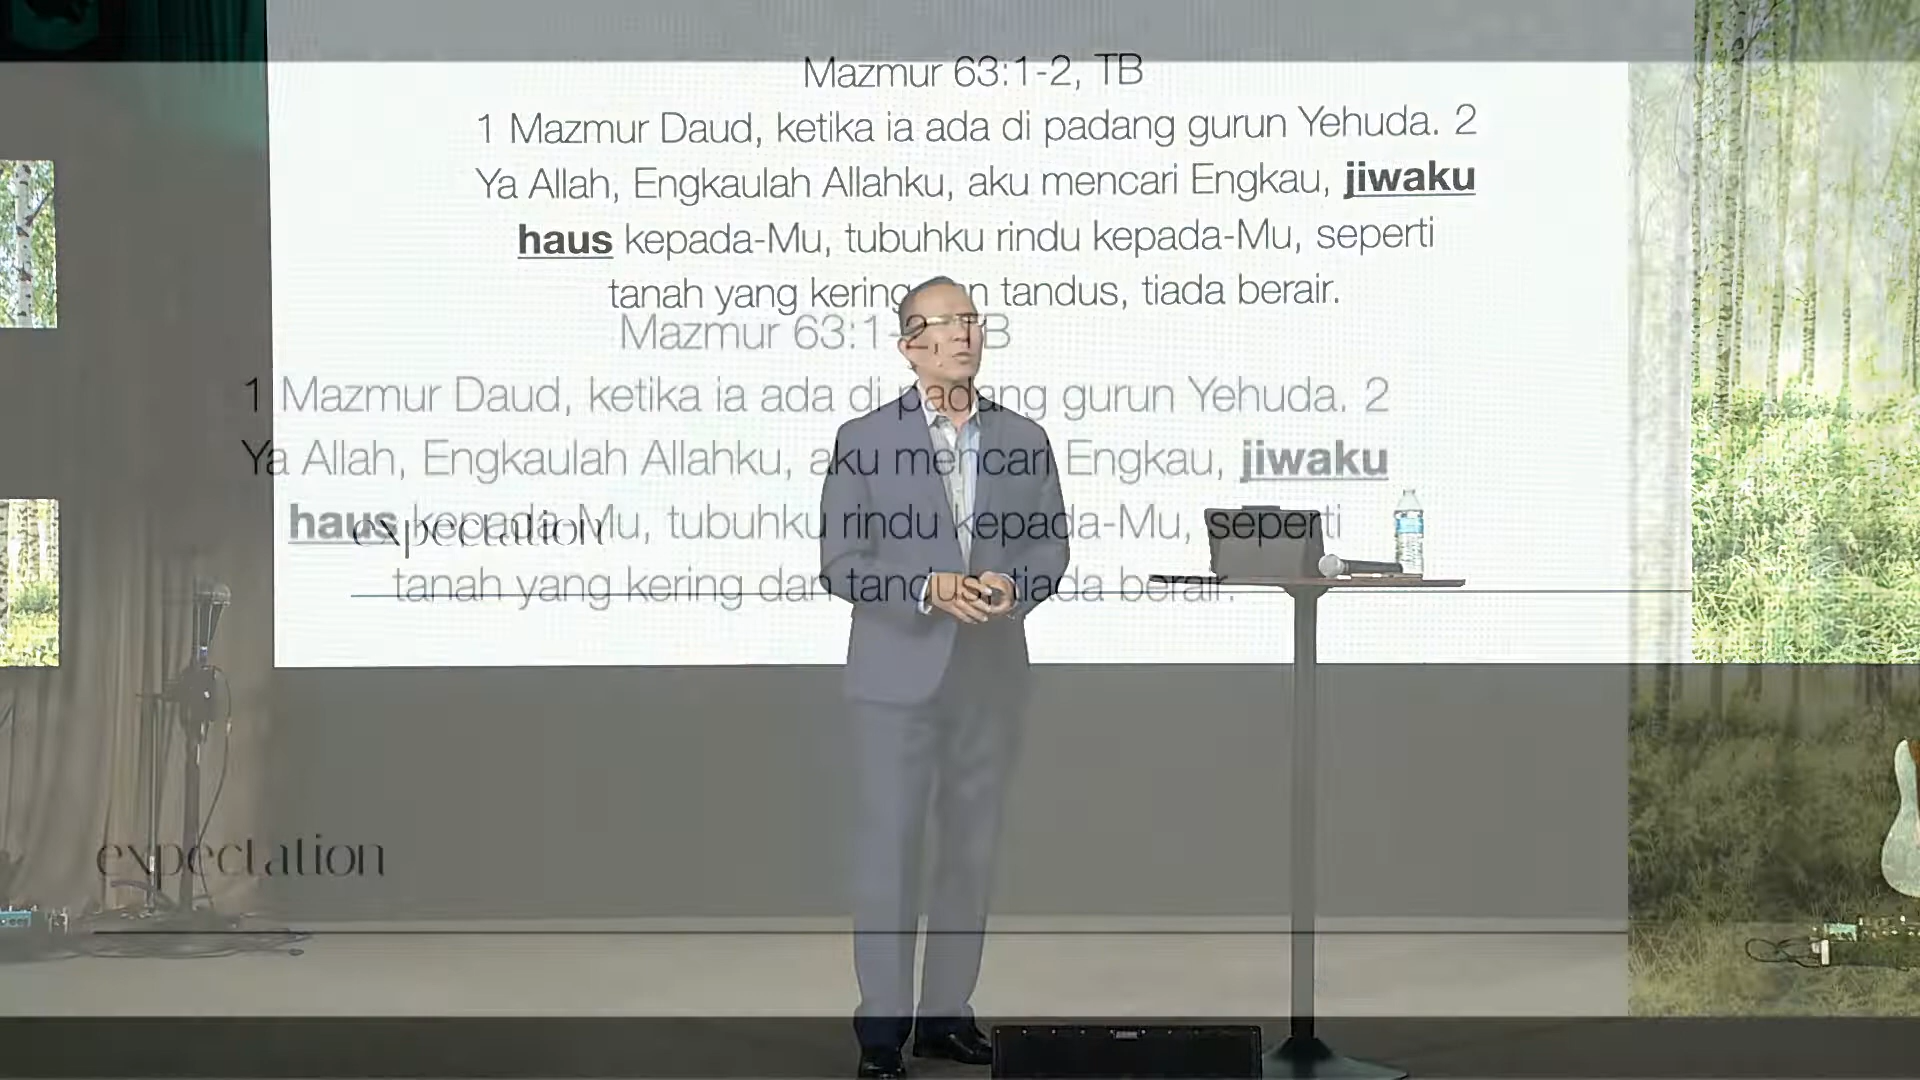 Mazmur 63:1-2, TB
1 Mazmur Daud, ketika ia ada di padang gurun Yehuda. 2
Ya Allah, Engkaulah Allahku, aku mencari Engkau, jiwaku
haus kepada-Mu, tubuhku rindu kepada-Mu, seperti
tanah yang kering tandus, tiada berair.
Mazmur 63:1-2, TB
1 Mazmur Daud, ketika ia ada di padang gurun Yehuda. 2
Ya Allah, Engkaulah Allahku, aku mencari Engkau, jiwaku
haus kepada-Mu, tubuhku rindu kepada-Mu, seperti
tanah yang kering dan tandus, tiada berair.
expectation
expectation